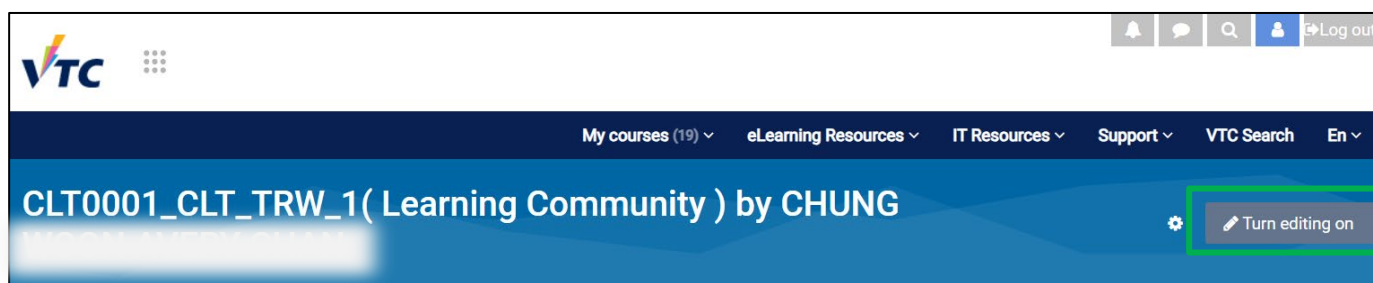 VTC
Log out
My courses (19) eLearning Resources IT Resources Support VTC Search En
CLT0001_CLT_TRW_1( Learning Community ) by CHUNG
Turn editing on